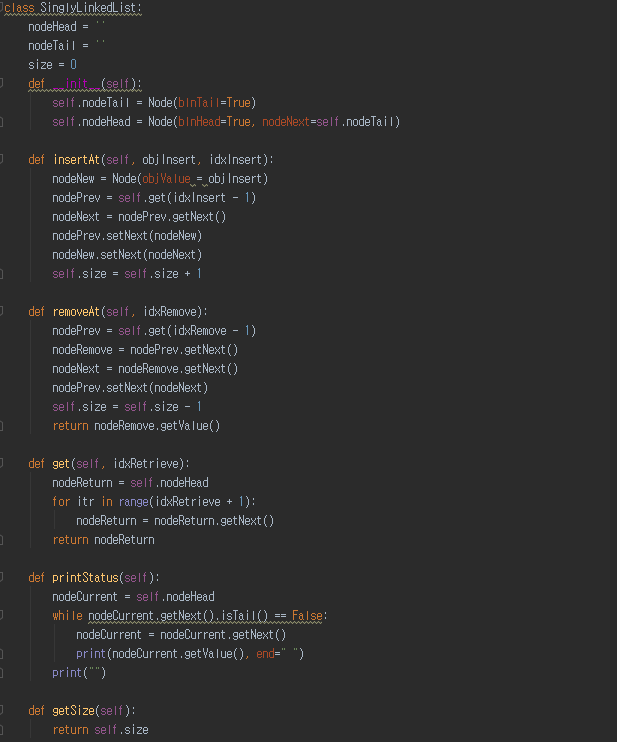 class SinglyLinkedList:
    nodeHead = ''
    nodeTail = ''
    size = 0
    def __init__(self):
        self.nodeTail = Node(blnTail=True)
        self.nodeHead = Node(blnHead=True, nodeNext=self.nodeTail)

    def insertAt(self, objInsert, idxInsert):
        nodeNew = Node(objValue = objInsert)
        nodePrev = self.get(idxInsert - 1)
        nodeNext = nodePrev.getNext()
        nodePrev.setNext(nodeNew)
        nodeNew.setNext(nodeNext)
        self.size = self.size + 1

    def removeAt(self, idxRemove):
        nodePrev = self.get(idxRemove - 1)
        nodeRemove = nodePrev.getNext()
        nodeNext = nodeRemove.getNext()
        nodePrev.setNext(nodeNext)
        self.size = self.size - 1
        return nodeRemove.getValue()

    def get(self, idxRetrieve):
        nodeReturn = self.nodeHead
        for itr in range(idxRetrieve + 1):
            nodeReturn = nodeReturn.getNext()
        return nodeReturn

    def printStatus(self):
        nodeCurrent = self.nodeHead
        while nodeCurrent.getNext().isTail() == False:
            nodeCurrent = nodeCurrent.getNext()
            print(nodeCurrent.getValue(), end=" ")
        print("")

    def getSize(self):
        return self.size